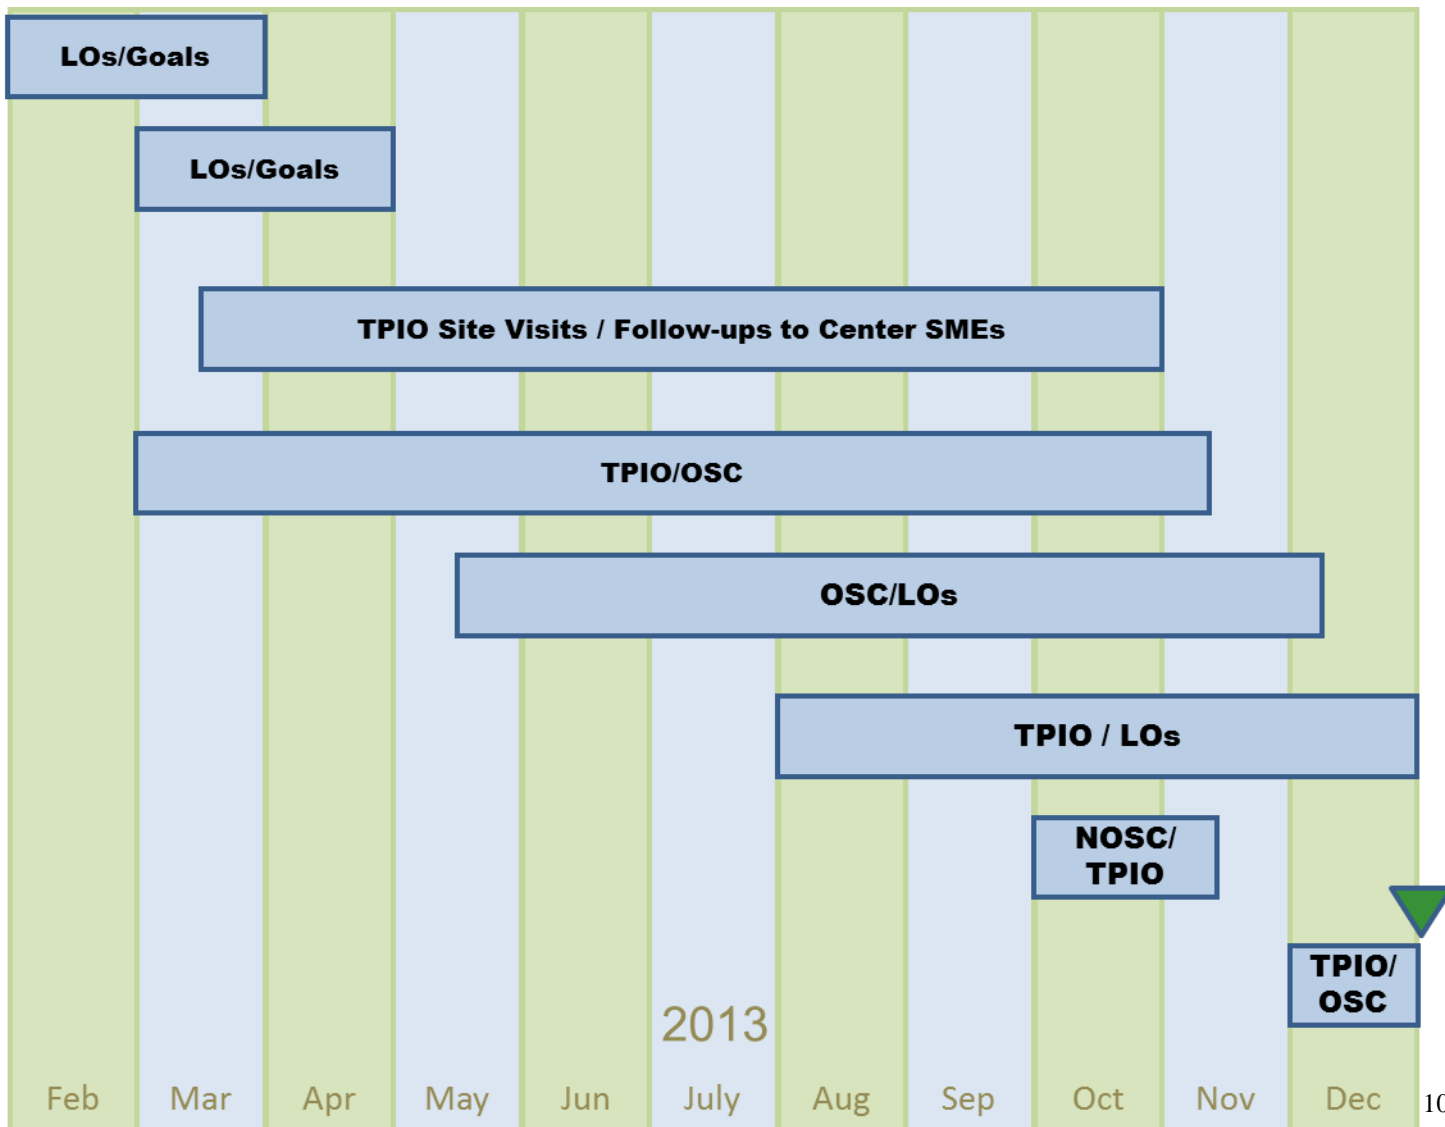 LOs/Goals
LOs/Goals
TPIO Site Visits / Follow-ups to Center SMEs
TPIO/OSC
OSC/LOs
TPIO / LOs
NOSC/
TPIO
TPIO/
OSC
2013
Feb Mar Apr May Jun July Aug Sep Oct Nov Dec
10